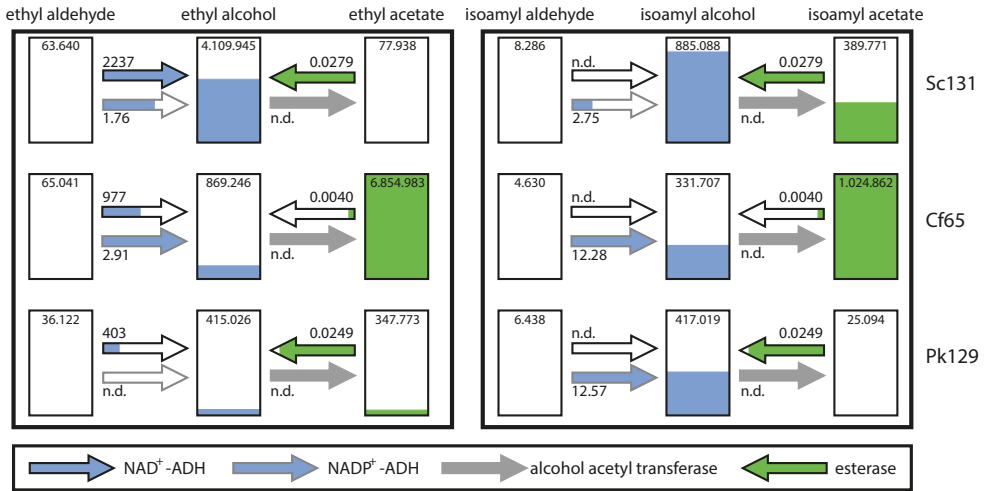 ethyl aldehyde ethyl alcohol ethyl acetate isoamyl aldehyde isoamyl alcohol isoamyl acetate
63.640 4.109.945 77.938 8.286 885.088 389.771
2237 0.0279 n.d. 0.0279
Sc131
1.76 n.d. 2.75 n.d.
65.041 869.246 6.854.983 4.630 331.707 1.024.862
977 0.0040 n.d. 0.0040
Cf65
2.91 n.d. 12.28 n.d.
36.122 415.026 347.773 6.438 417.019 25.094
403 0.0249 n.d. 0.0249
Pk129
n.d. n.d. 12.57 n.d.
NAD+-ADH NADP+-ADH alcohol acetyl transferase esterase